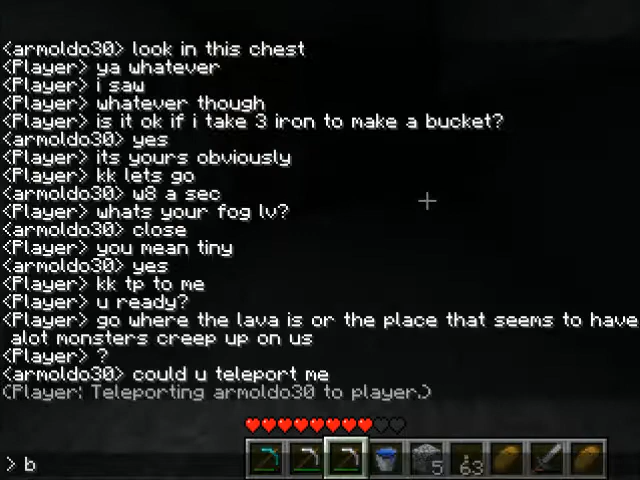 <armoldo30> look in this chest
<Player> ya whatever
<Player> i saw
<Player> whatever though
<Player> is it ok if i take 3 iron to make a bucket?
<armoldo30> yes
<Player> its yours obviously
<Player> kk lets go
<armoldo30> w8 a sec
<Player> whats your fog lv?
<armoldo30> close
<Player> you mean tiny
<armoldo30> yes
<Player> kk tp to me
<Player> u ready?
<Player> go where the lava is or the place that seems to have
alot monsters creep up on us
<Player> ?
<armoldo30> could u teleport me
(Player: Teleporting armoldo30 to player.)
5 63
> b